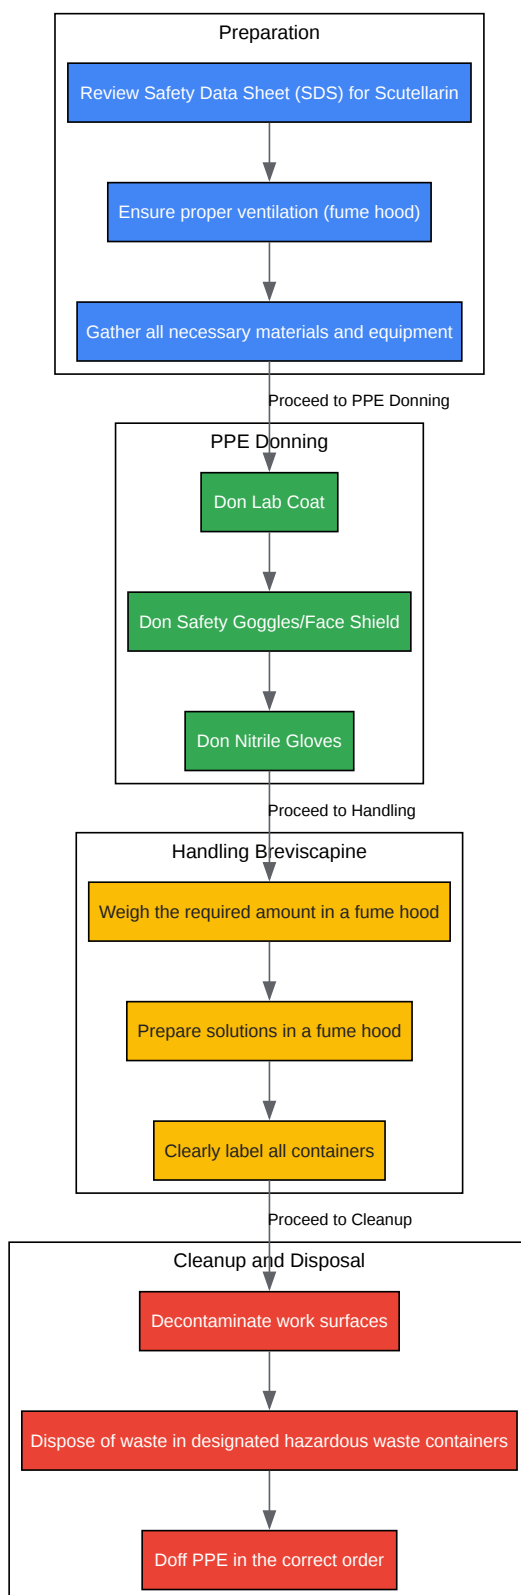 Preparation
Review Safety Data Sheet (SDS) for Scutellarin
Ensure proper ventilation (fume hood)
Gather all necessary materials and equipment
Proceed to PPE Donning
PPE Donning
Don Lab Coat
Don Safety Goggles/Face Shield
Don Nitrile Gloves
Proceed to Handling
Handling Breviscapine
Weigh the required amount in a fume hood
Prepare solutions in a fume hood
Clearly label all containers
Proceed to Cleanup
Cleanup and Disposal
Decontaminate work surfaces
Dispose of waste in designated hazardous waste containers
Doff PPE in the correct order